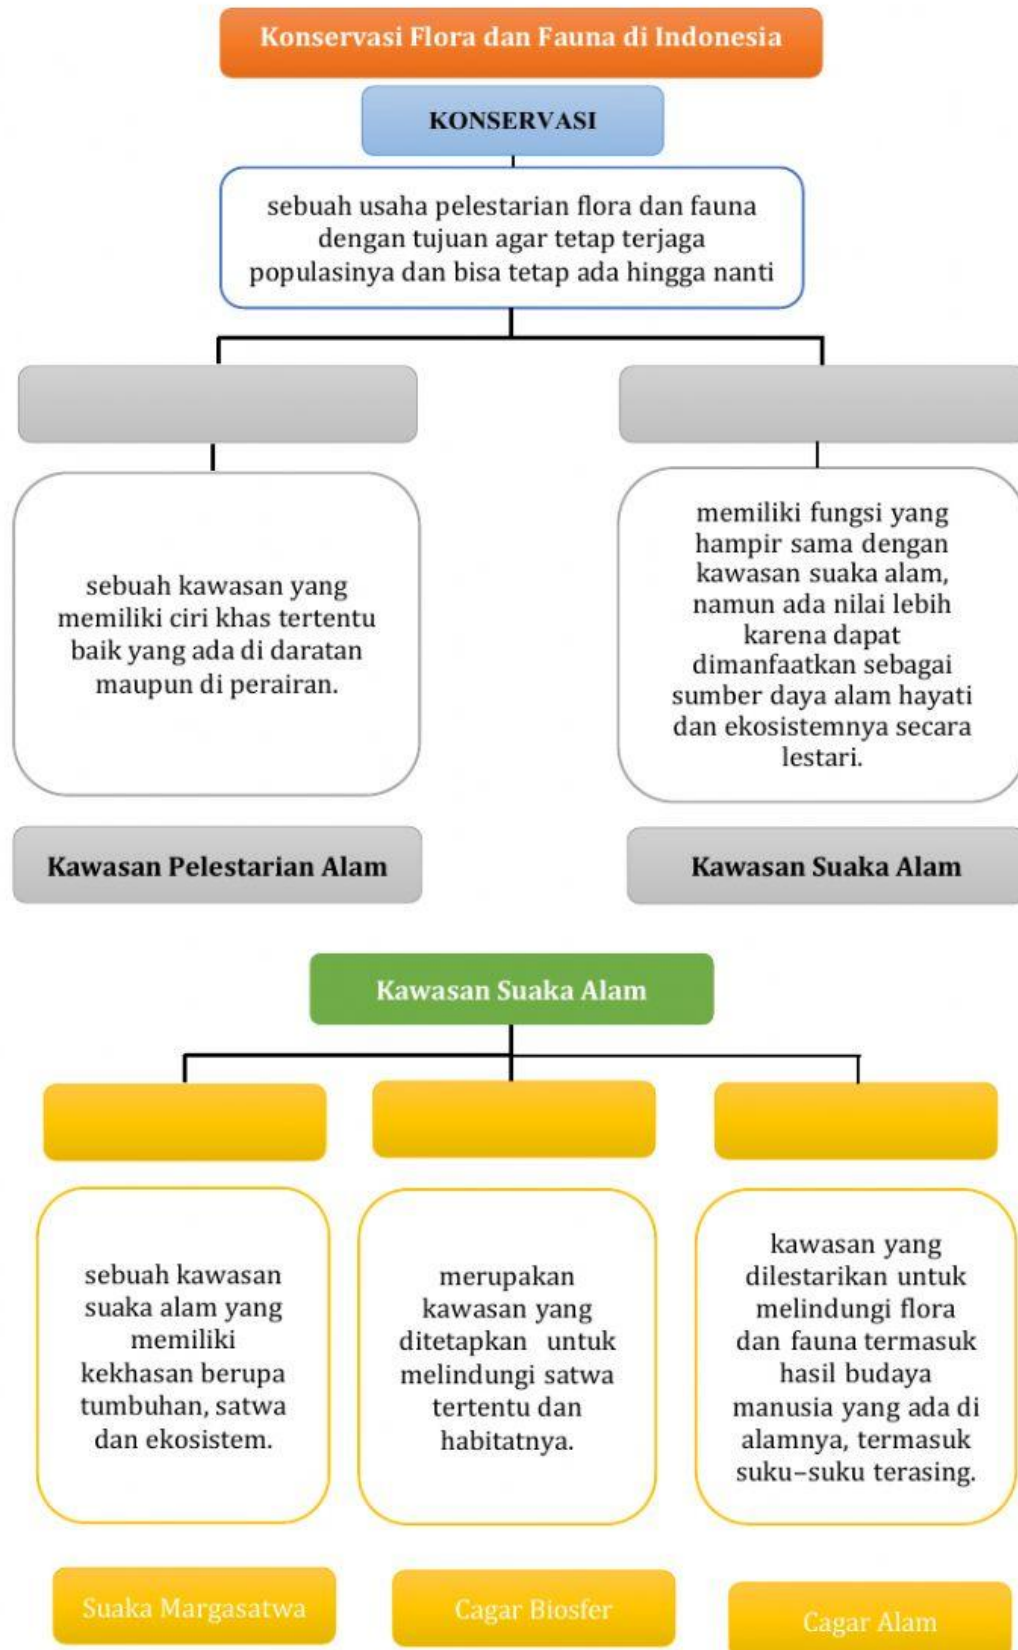 Konservasi Flora dan Fauna di Indonesia
KONSERVASI
sebuah usaha pelestarian flora dan fauna
dengan tujuan agar tetap terjaga
populasinya dan bisa tetap ada hingga nanti
sebuah kawasan yang
memiliki ciri khas tertentu
baik yang ada di daratan
maupun di perairan.
memiliki fungsi yang
hampir sama dengan
kawasan suaka alam,
namun ada nilai lebih
karena dapat
dimanfaatkan sebagai
sumber daya alam hayati
dan ekosistemnya secara
lestari.
Kawasan Pelestarian Alam
Kawasan Suaka Alam
Kawasan Suaka Alam
sebuah kawasan
suaka alam yang
memiliki
kekhasan berupa
tumbuhan, satwa
dan ekosistem.
merupakan
kawasan yang
ditetapkan untuk
melindungi satwa
tertentu dan
habitatnya.
kawasan yang
dilestarikan untuk
melindungi flora
dan fauna termasuk
hasil budaya
manusia yang ada di
alamnya, termasuk
suku–suku terasing.
Suaka Margasatwa
Cagar Biosfer
Cagar Alam